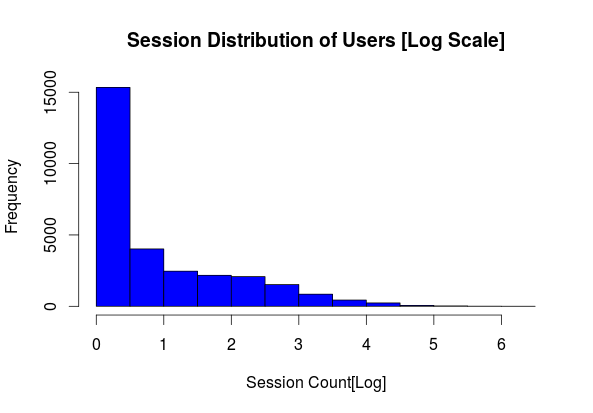 Session Distribution of Users [Log Scale]
Frequency
15000
10000
5000
0
0 1 2 3 4 5 6
Session Count[Log]